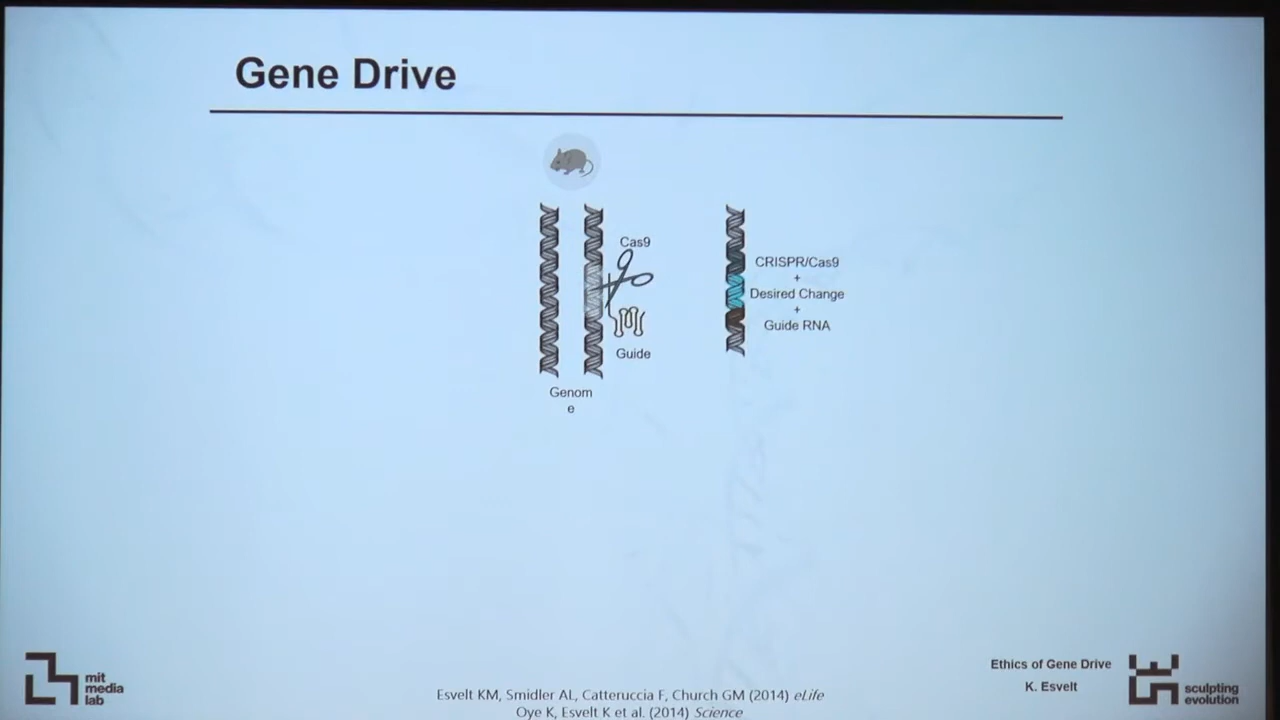 Gene Drive
Cas9
Guide
Genom
e
CRISPR/Cas9
+
Desired Change
+
Guide RNA
mit
media
lab
Esvelt KM, Smidler AL, Catteruccia F, Church GM (2014) eLife
Oye K, Esvelt K et al. (2014) Science
Ethics of Gene Drive
K. Esvelt
sculpting
evolution